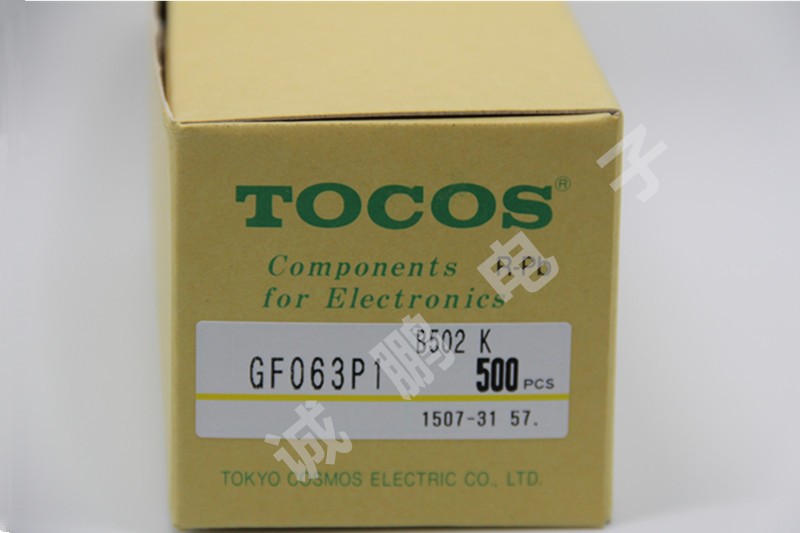 TOCOS®
Components R-Pb
for Electronics
B502 K
GF063P1 500 PCS
1507-31 57.
TOKYO COSMOS ELECTRIC CO., LTD.
诚鹏电子